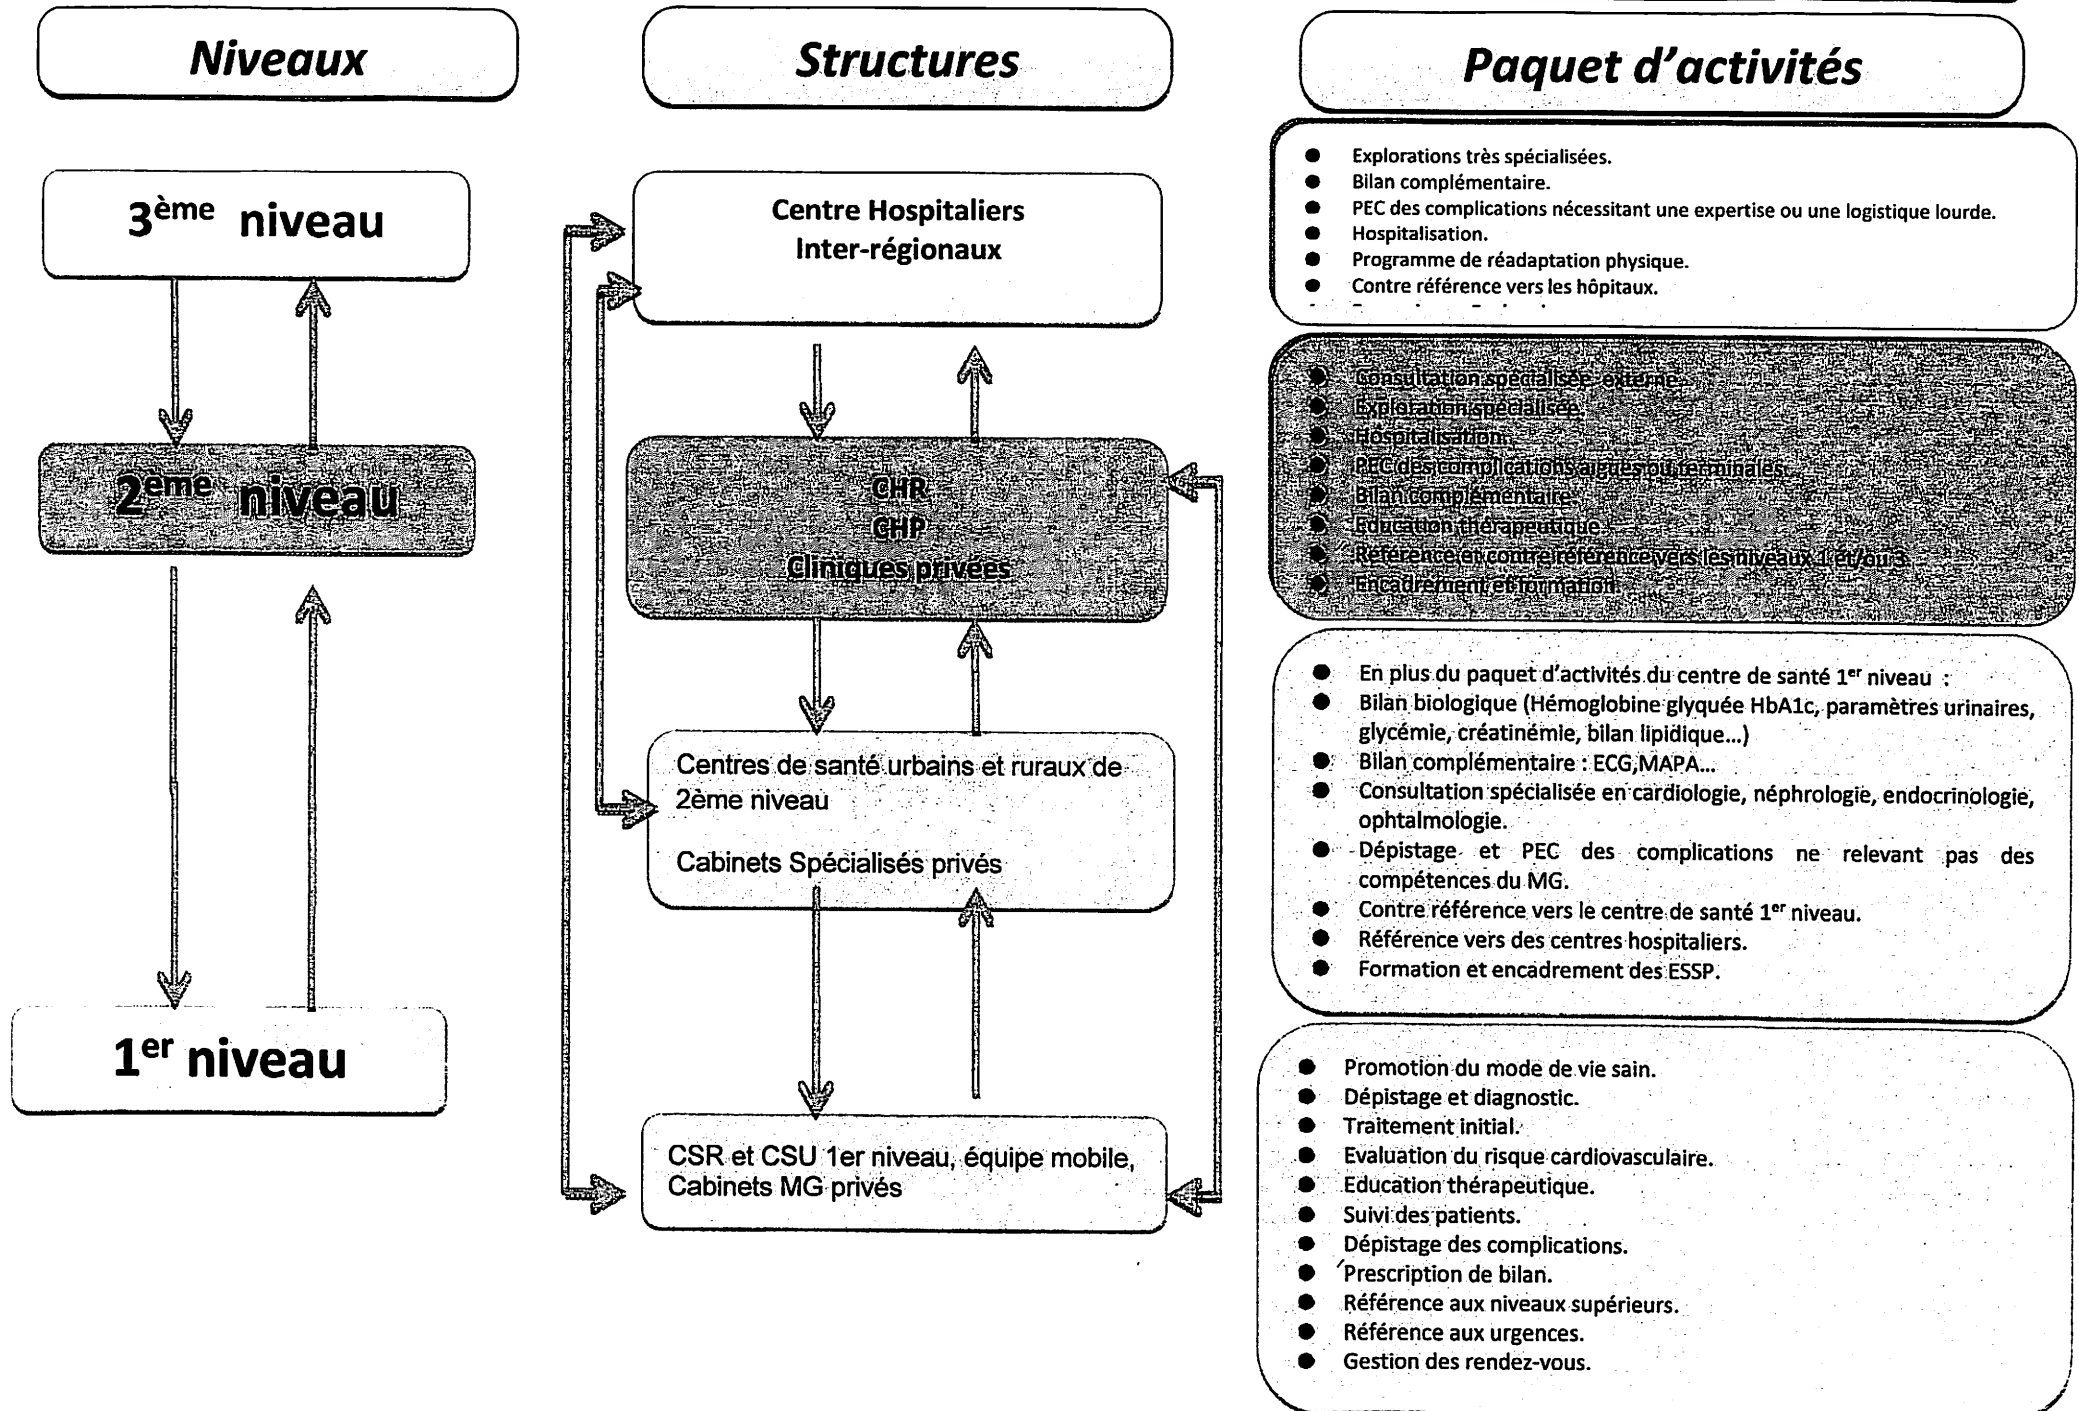 Niveaux
Structures
Paquet d'activités
3ème niveau
2ème niveau
1er niveau
Centre Hospitaliers
Inter-régionaux
CHR
CHP
Cliniques privées
Centres de santé urbains et ruraux de
2ème niveau
Cabinets Spécialisés privés
CSR et CSU 1er niveau, équipe mobile,
Cabinets MG privés
● Explorations très spécialisées.
● Bilan complémentaire.
● PEC des complications nécessitant une expertise ou une logistique lourde.
● Hospitalisation.
● Programme de réadaptation physique.
● Contre référence vers les hôpitaux.
● Consultation spécialisée externe.
● Exploration spécialisée.
● Hospitalisation.
● PEC des complications aigues ou terminales.
● Bilan complémentaire
● Education thérapeutique
● Référence et contre référence vers les niveaux 1 et/ou 3
● Encadrement et formation.
● En plus du paquet d'activités du centre de santé 1er niveau :
● Bilan biologique (Hémoglobine glyquée HbA1c, paramètres urinaires,
glycémie, créatinémie, bilan lipidique...)
● Bilan complémentaire : ECG,MAPA...
● Consultation spécialisée en cardiologie, néphrologie, endocrinologie,
ophtalmologie.
● Dépistage et PEC des complications ne relevant pas des
compétences du MG.
● Contre référence vers le centre de santé 1er niveau.
● Référence vers des centres hospitaliers.
● Formation et encadrement des ESSP.
● Promotion du mode de vie sain.
● Dépistage et diagnostic.
● Traitement initial.
● Evaluation du risque cardiovasculaire.
● Education thérapeutique.
● Suivi des patients.
● Dépistage des complications.
● Prescription de bilan.
● Référence aux niveaux supérieurs.
● Référence aux urgences.
● Gestion des rendez-vous.